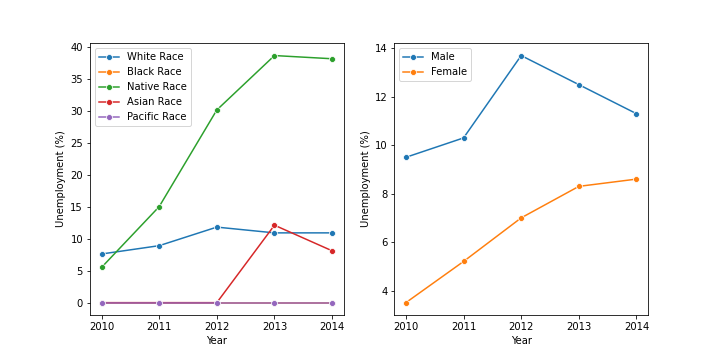 40
35
30
25
20
15
10
5
0
Unemployment (%)
White Race
Black Race
Native Race
Asian Race
Pacific Race
2010 2011 2012 2013 2014
Year
14
12
10
8
6
4
Unemployment (%)
Male
Female
2010 2011 2012 2013 2014
Year